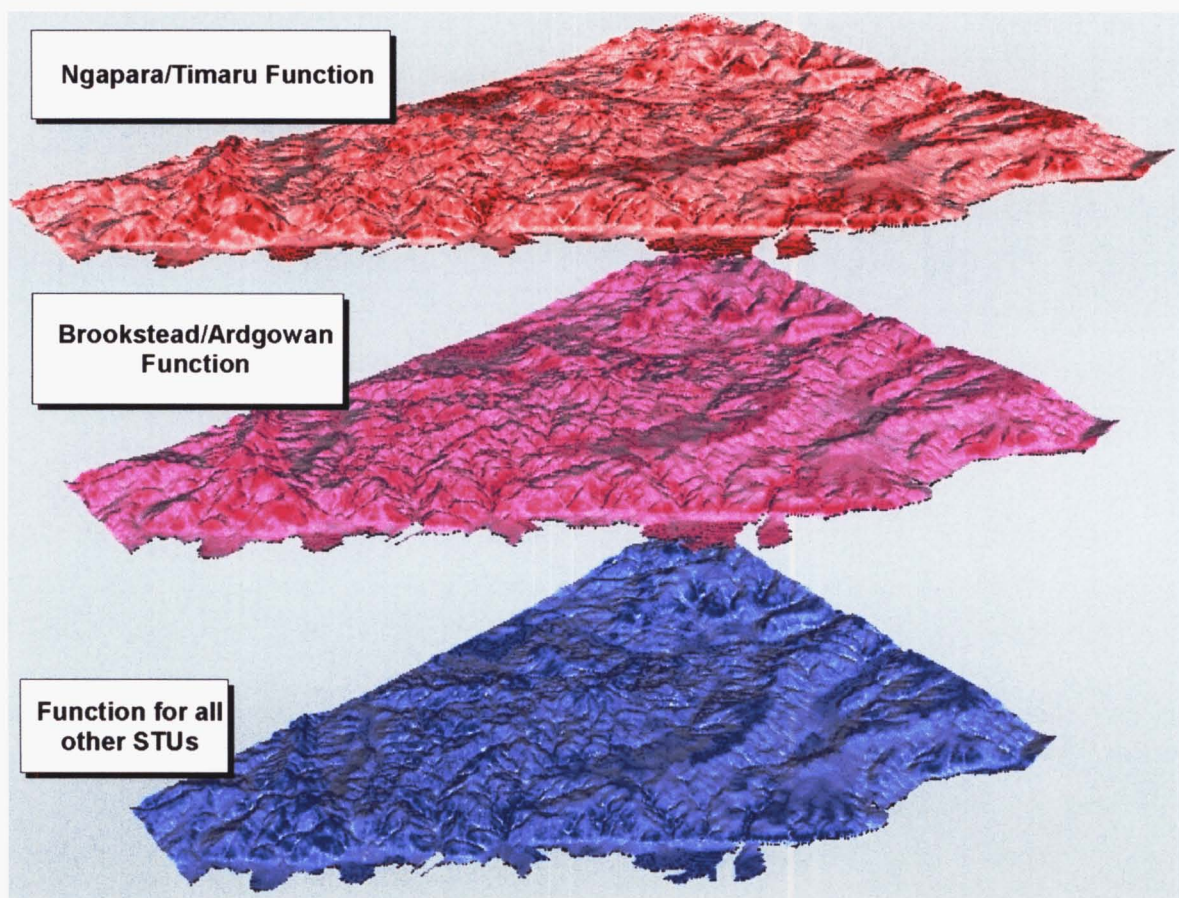 Ngapara/Timaru Function
Brookstead/Ardgowan
Function
Function for all
other STUs